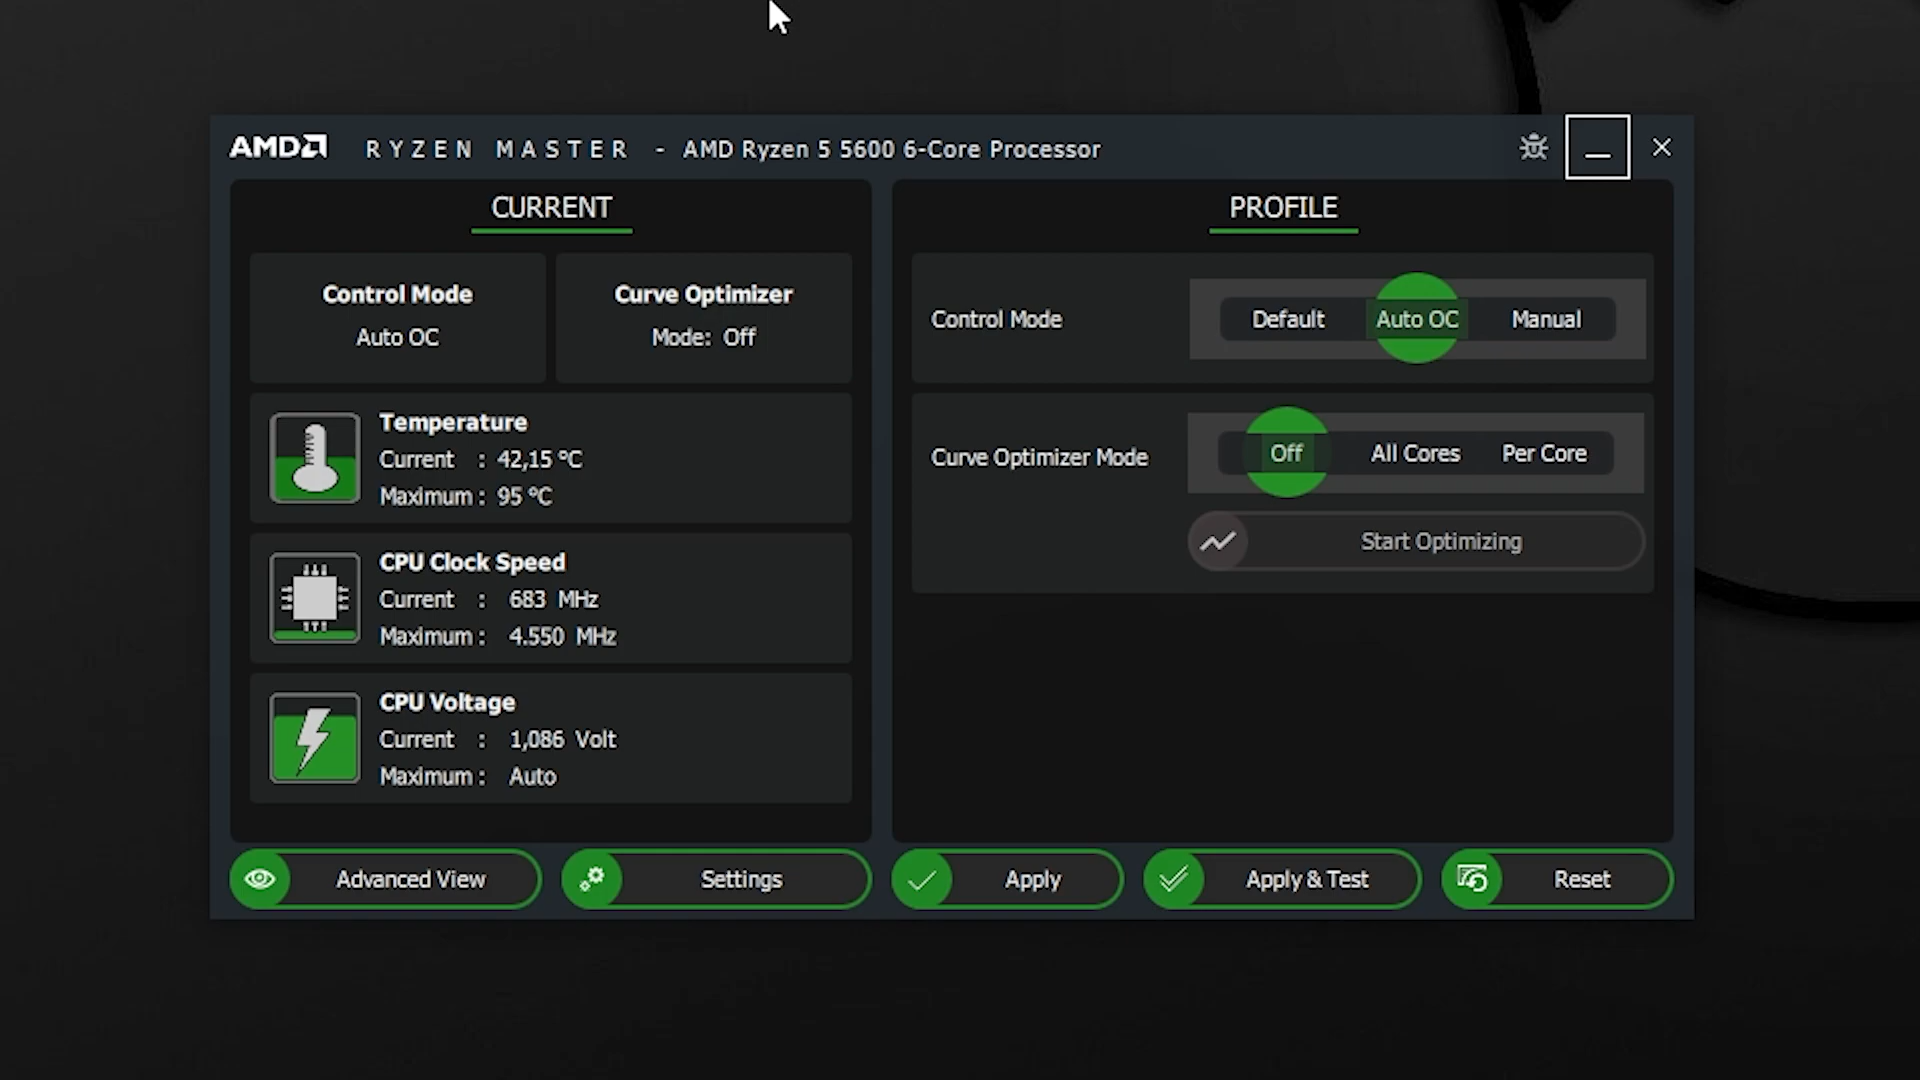 AMD RYZEN MASTER - AMD Ryzen 5 5600 6-Core Processor
CURRENT
Control Mode
Auto OC
Curve Optimizer
Mode: Off
Temperature
Current : 42,15 °C
Maximum : 95 °C
CPU Clock Speed
Current : 683 MHz
Maximum : 4.550 MHz
CPU Voltage
Current : 1,086 Volt
Maximum : Auto
PROFILE
Control Mode
Default Auto OC Manual
Curve Optimizer Mode
Off All Cores Per Core
Start Optimizing
Advanced View
Settings
Apply
Apply & Test
Reset